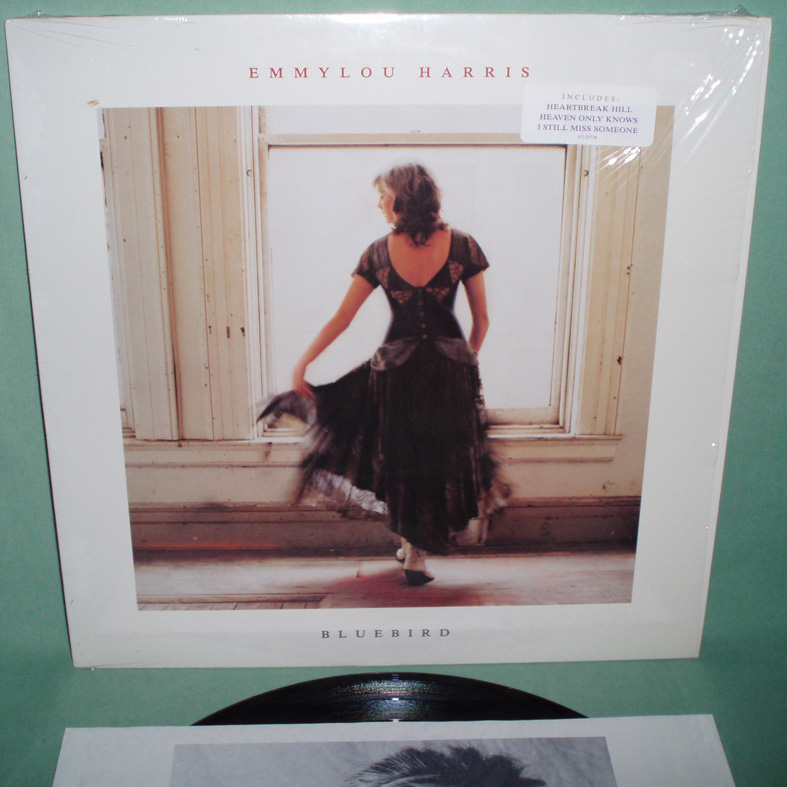 EMMYLOU HARRIS
INCLUDES:
HEARTBREAK HILL
HEAVEN ONLY KNOWS
I STILL MISS SOMEONE
BLUEBIRD